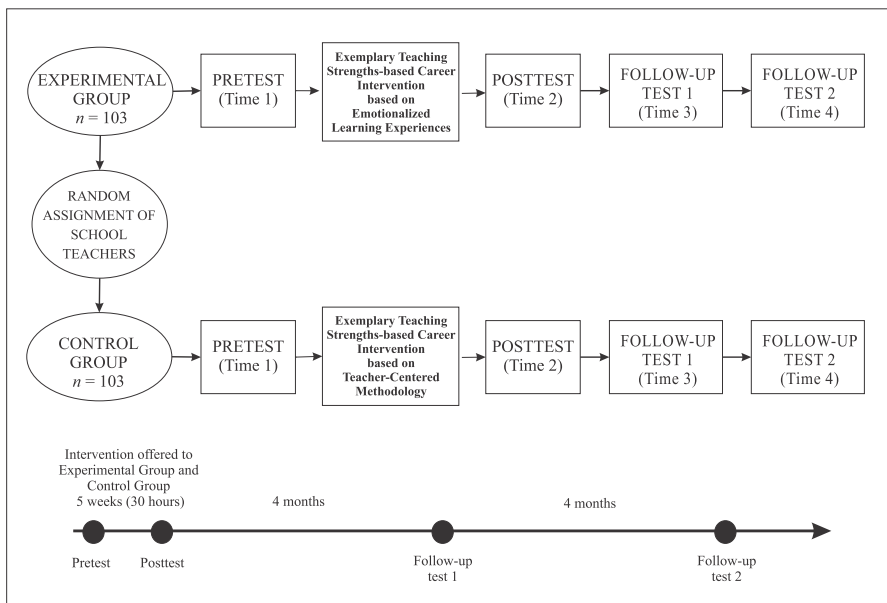 EXPERIMENTAL
GROUP
n = 103
PRETEST
(Time 1)
Exemplary Teaching
Strengths-based Career
Intervention
based on
Emotionalized
Learning Experiences
POSTTEST
(Time 2)
FOLLOW-UP
TEST 1
(Time 3)
FOLLOW-UP
TEST 2
(Time 4)
RANDOM
ASSIGNMENT OF
SCHOOL
TEACHERS
CONTROL
GROUP
n = 103
PRETEST
(Time 1)
Exemplary Teaching
Strengths-based Career
Intervention
based on
Teacher-Centered
Methodology
POSTTEST
(Time 2)
FOLLOW-UP
TEST 1
(Time 3)
FOLLOW-UP
TEST 2
(Time 4)
Intervention offered to
Experimental Group and
Control Group
5 weeks (30 hours)
4 months
4 months
Pretest
Posttest
Follow-up
test 1
Follow-up
test 2